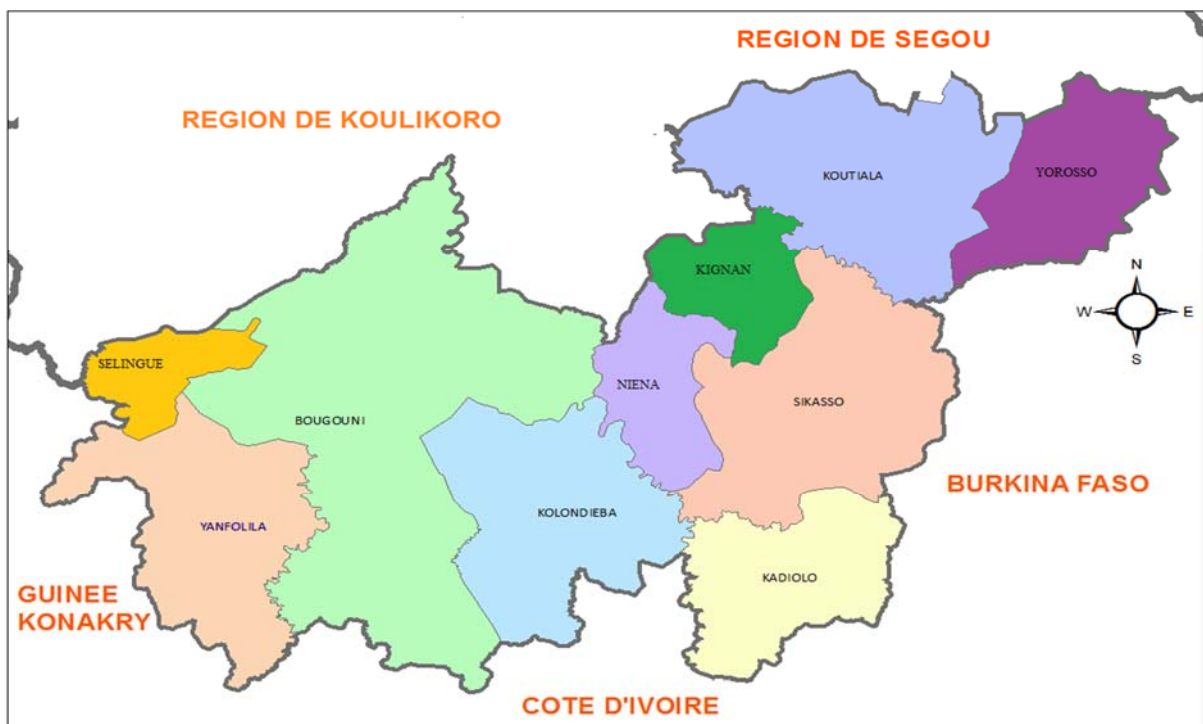 REGION DE SEGOU
REGION DE KOULIKORO
KOUTIALA
YOROSSO
KIGNAN
N
W
E
S
SELINGUE
NIENA
SIKASSO
BOUGOUNI
BURKINA FASO
KOLONDIEBA
YANFOLILA
KADIOLO
GUINEE
KONAKRY
COTE D'IVOIRE